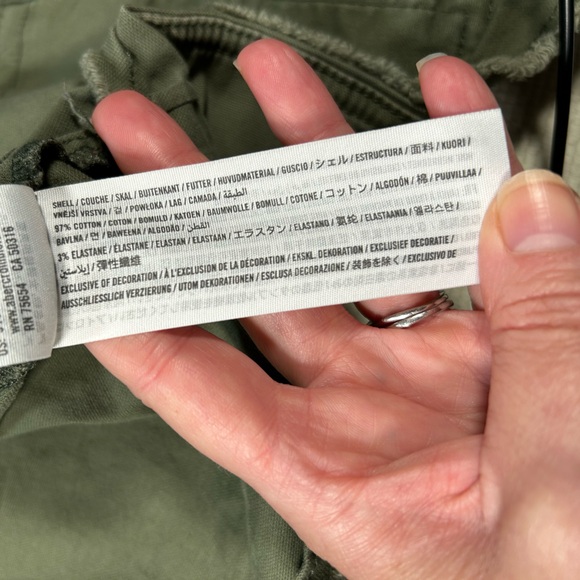 SHELL / COUCHE / SKAL / BUITENKANT / FUTTER / HUVUDMATERIAL / GUSCIO / シェル / ESTRUCTURA / 面料 / KUORI /
VNĚJŠÍ VRSTVA / 겉 / POWŁOKA / LAG / CAMADA / الطبقة
97% COTTON / COTON / BOMULD / KATOEN / BAUMWOLLE / BOMULL / COTONE / コットン / ALGODÓN / 棉 / PUUVILLAA /
BAVLNA / 면 / BAWEŁNA / ALGODÃO / القطن
3% ELASTANE / ÉLASTANE / ELASTAN / ELASTAAN / エラスタン / ELASTANO / 氨纶 / ELASTAANIA / 엘라스탄 /
إيلاستين / 彈性纖維
EXCLUSIVE OF DECORATION / À L'EXCLUSION DE LA DÉCORATION / EKSKL. DEKORATION / EXCLUSIEF DECORATIE /
AUSSCHLIESSLICH VERZIERUNG / UTOM DEKORATIONEN / ESCLUSA DECORAZIONE / 装飾を除く / EXCLUSIVO DE
RN 75654 CA 50316